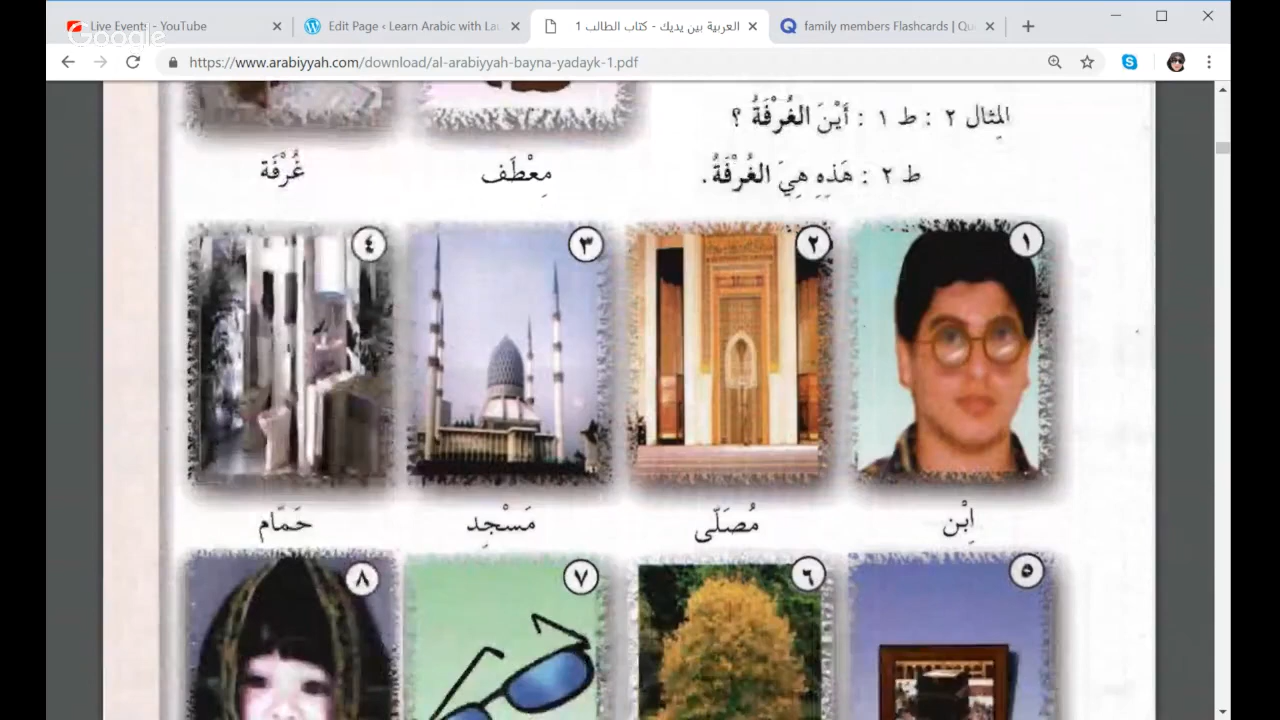 Live Events - YouTube
Edit Page ‹ Learn Arabic with La
العربية بين يديك - كتاب الطالب 1
family members Flashcards | Qu
Google
https://www.arabiyyah.com/download/al-arabiyyah-bayna-yadayk-1.pdf
المِثال ٢ : ط ١ : أَيْنَ الغُرْفَةُ ؟
ط ٢ : هَذِهِ هِيَ الغُرْفَةُ.
مِعْطَف
غُرْفَة
١
٢
٣
٤
اِبْن
مُصَلّى
مَسْجِد
حَمّام
٥
٦
٧
٨